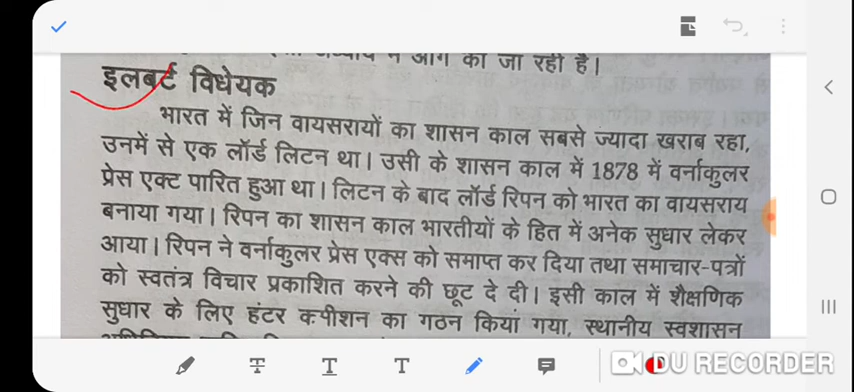 इलबर्ट विधेयक
भारत में जिन वायसरायों का शासन काल सबसे ज्यादा खराब रहा,
उनमें से एक लॉर्ड लिटन था। उसी के शासन काल में 1878 में वर्नाकुलर
प्रेस एक्ट पारित हुआ था। लिटन के बाद लॉर्ड रिपन को भारत का वायसराय
बनाया गया। रिपन का शासन काल भारतीयों के हित में अनेक सुधार लेकर
आया। रिपन ने वर्नाकुलर प्रेस एक्स को समाप्त कर दिया तथा समाचार-पत्रों
को स्वतंत्र विचार प्रकाशित करने की छूट दे दी। इसी काल में शैक्षणिक
सुधार के लिए हंटर कपीशन का गठन कियां गया, स्थानीय स्वशासन
T T T
DU RECORDER